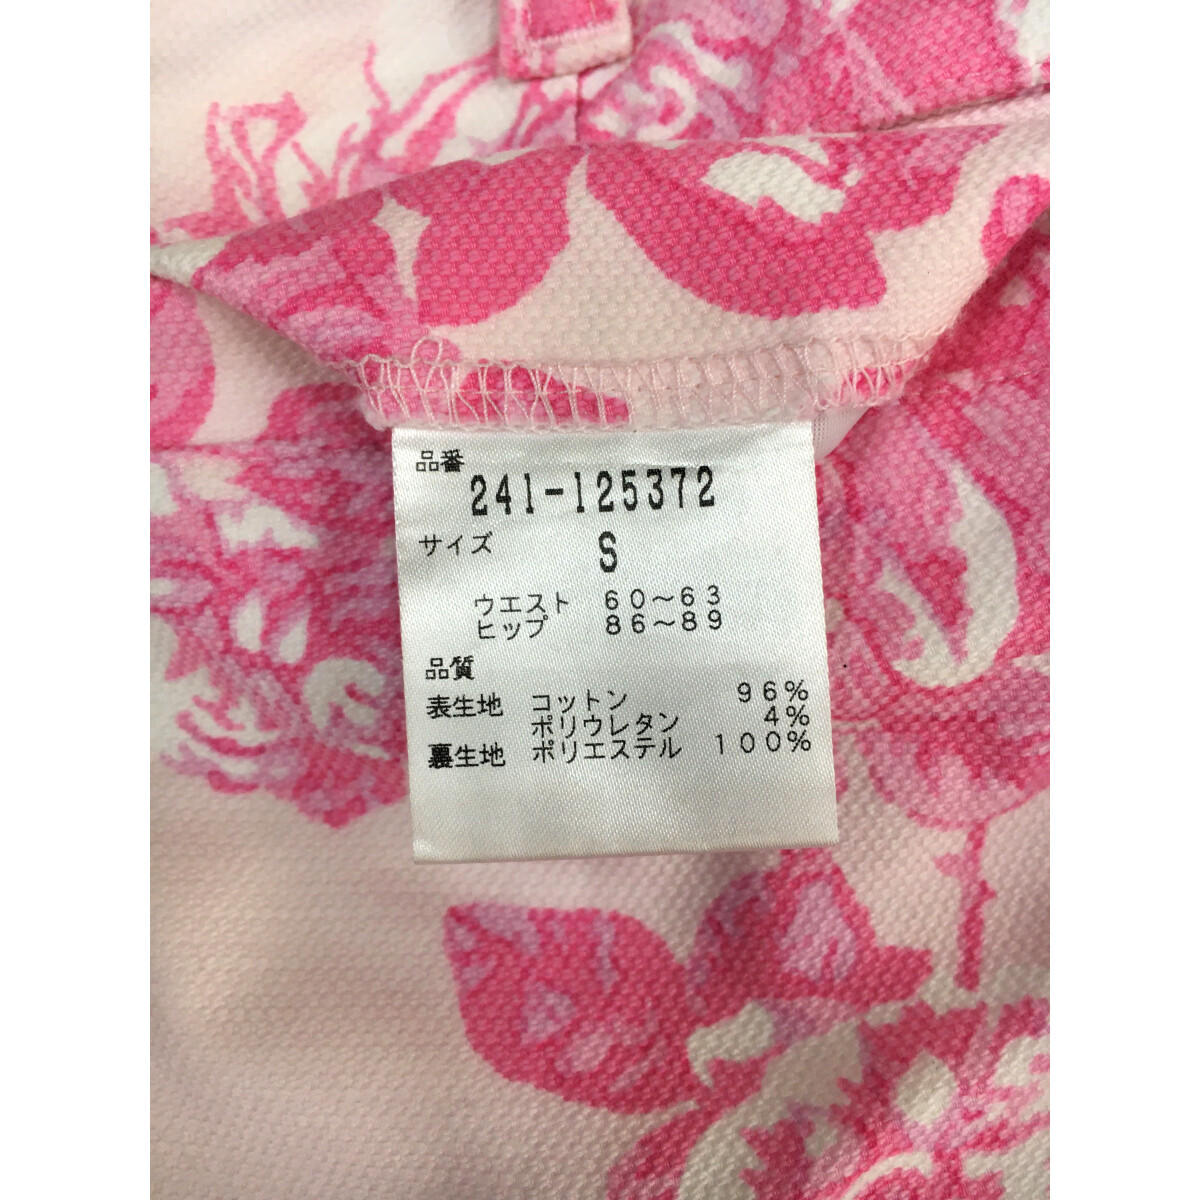 品番
241-125372
サイズ S
ウエスト 60～63
ヒップ 86～89
品質
表生地 コットン 96%
ポリウレタン 4%
裏生地 ポリエステル 100%